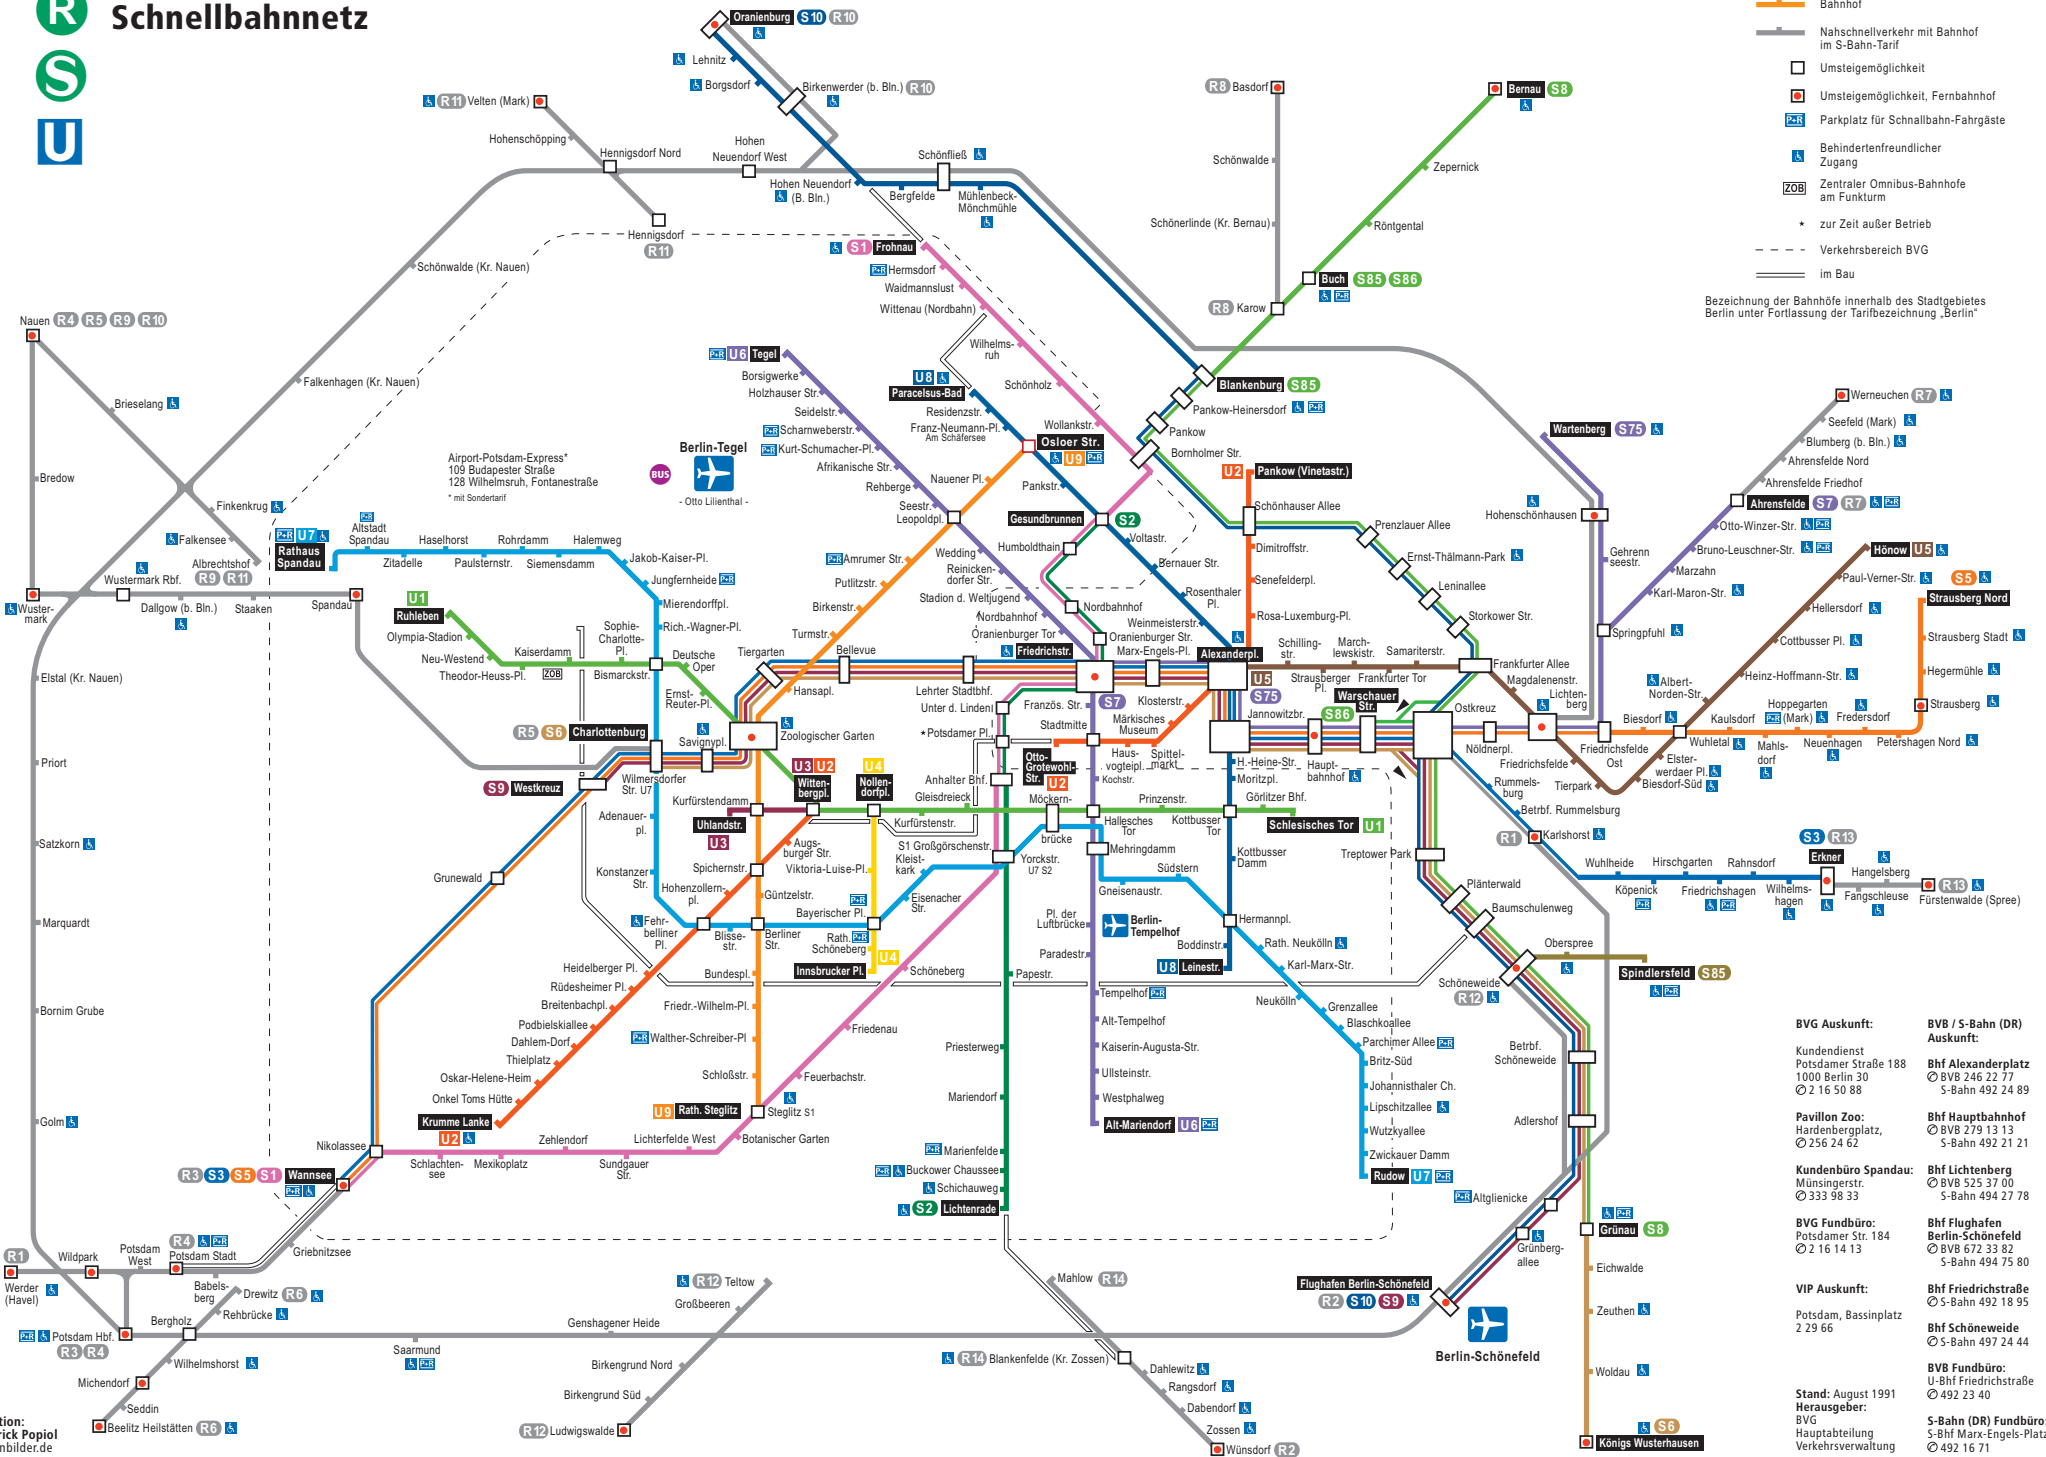 R
S
U
Schnellbahnnetz
Bahnhof
Nahschnellverkehr mit Bahnhof
im S-Bahn-Tarif
Umsteigemöglichkeit
Umsteigemöglichkeit, Fernbahnhof
P+R Parkplatz für Schnallbahn-Fahrgäste
Behindertenfreundlicher
Zugang
ZOB Zentraler Omnibus-Bahnhofe
am Funkturm
* zur Zeit außer Betrieb
Verkehrsbereich BVG
im Bau
Bezeichnung der Bahnhöfe innerhalb des Stadtgebietes
Berlin unter Fortlassung der Tarifbezeichnung „Berlin“
Oranienburg S10 R10
Lehnitz
Borgsdorf
Birkenwerder (b. Bln.) R10
R11 Velten (Mark)
Hohenschöpping
Hennigsdorf Nord
Hohen
Neuendorf West
Hennigsdorf
R11
Hohen Neuendorf
(B. Bln.)
Bergfelde
Schönfließ
Mühlenbeck-
Mönchmühle
R8 Basdorf
Schönwalde
Schönerlinde (Kr. Bernau)
R8 Karow
Bernau S8
Zepernick
Röntgental
Buch S85 S86
P+R
Blankenburg S85
Pankow-Heinersdorf P+R
Pankow
Bornholmer Str.
S1 Frohnau
P+R Hermsdorf
Waidmannslust
Wittenau (Nordbahn)
Wilhelms-
ruh
Schönholz
Wollankstr.
Schönwalde (Kr. Nauen)
Falkenhagen (Kr. Nauen)
Nauen R4 R5 R9 R10
Brieselang
Bredow
Finkenkrug
Falkensee
Albrechtshof
R9 R11
Wuster-
mark
Wustermark Rbf.
Dallgow (b. Bln.)
Staaken
Spandau
Elstal (Kr. Nauen)
Priort
Satzkorn
Marquardt
Bornim Grube
Golm
Airport-Potsdam-Express*
109 Budapester Straße
128 Wilhelmsruh, Fontanestraße
* mit Sondertarif
BUS
Berlin-Tegel
- Otto Lilienthal -
P+R U6 Tegel
Borsigwerke
Holzhauser Str.
Seidelstr.
P+R Scharnweberstr.
P+R Kurt-Schumacher-Pl.
Afrikanische Str.
Rehberge
Seestr.
Leopoldpl.
Wedding
Reinicken-
dorfer Str.
Stadion d. Weltjugend
Nordbahnhof
Oranienburger Tor
Friedrichstr.
U8
Paracelsus-Bad
Residenzstr.
Franz-Neumann-Pl.
Am Schäfersee
Osloer Str.
U9 P+R
Nauener Pl.
Pankstr.
Gesundbrunnen S2
Humboldthain
Voltastr.
Bernauer Str.
Rosenthaler
Pl.
Weinmeisterstr.
Nordbahnhof
Oranienburger Str.
Marx-Engels-Pl.
Alexanderpl.
U5
S75
S7
P+R Amrumer Str.
Putlitzstr.
Birkenstr.
Turmstr.
Tiergarten
Bellevue
Hansapl.
Lehrter Stadtbhf.
Unter d. Linden
*Potsdamer Pl.
Französ. Str.
Stadtmitte
U2 Pankow (Vinetastr.)
Schönhauser Allee
Dimitroffstr.
Senefelderpl.
Rosa-Luxemburg-Pl.
Prenzlauer Allee
Ernst-Thälmann-Park
Leninallee
Storkower Str.
Frankfurter Allee
Schilling-
str.
Strausberger
Pl.
March-
lewskistr.
Frankfurter Tor
Samariterstr.
Magdalenenstr.
Lichten-
berg
Wartenberg S75
Hohenschönhausen
Gehrenn
seestr.
Springpfuhl
Werneuchen R7
Seefeld (Mark)
Blumberg (b. Bln.)
Ahrensfelde Nord
Ahrensfelde Friedhof
Ahrensfelde S7 R7 P+R
Otto-Winzer-Str. P+R
Bruno-Leuschner-Str. P+R
Marzahn
Karl-Maron-Str.
Hönow U5
Paul-Verner-Str.
Hellersdorf
Cottbusser Pl.
Heinz-Hoffmann-Str.
Albert-
Norden-Str.
S5
Strausberg Nord
Strausberg Stadt
Hegermühle
Strausberg
Petershagen Nord
Fredersdorf
Neuenhagen
Hoppegarten
P+R (Mark)
Mahls-
dorf
Kaulsdorf
Wuhletal
Biesdorf
Elster-
werdaer Pl.
Biesdorf-Süd
Tierpark
Friedrichsfelde
Friedrichsfelde
Ost
Nöldnerpl.
Ostkreuz
Warschauer
Str.
S86
Haupt-
bahnhof
Jannowitzbr.
H.-Heine-Str.
Moritzpl.
Klosterstr.
Märkisches
Museum
Spittel-
markt
Haus-
vogteipl.
Kochstr.
Otto-
Grotewohl-
Str.
U2
P+R U7
Rathaus
Spandau
P+R
Altstadt
Spandau
Zitadelle
Haselhorst
Paulsternstr.
Rohrdamm
Siemensdamm
Halemweg
Jakob-Kaiser-Pl.
Jungfernheide P+R
Mierendorffpl.
Rich.-Wagner-Pl.
U1
Ruhleben
Olympia-Stadion
Neu-Westend
Theodor-Heuss-Pl.
Kaiserdamm
ZOB
Sophie-
Charlotte-
Pl.
Bismarckstr.
Deutsche
Oper
Ernst-
Reuter-Pl.
Zoologischer Garten
Savignypl.
R5 S6 Charlottenburg
S9 Westkreuz
Wilmersdorfer
Str. U7
Kurfürstendamm
Uhlandstr.
U3
U3 U2
Witten-
bergpl.
U4
Nollen-
dorfpl.
Kurfürstenstr.
Gleisdreieck
Anhalter Bhf.
Möckern-
brücke
Hallesches
Tor
Prinzenstr.
Kottbusser
Tor
Görlitzer Bhf.
Schlesisches Tor U1
Adenauer-
pl.
Konstanzer
Str.
Spichernstr.
Augs-
burger Str.
Viktoria-Luise-Pl.
Hohenzollern-
pl.
Güntzelstr.
P+R
Bayerischer Pl.
Fehr-
belliner
Pl.
Blisse-
str.
Berliner
Str.
Rath. P+R
Schöneberg
U4
Innsbrucker Pl.
Eisenacher
Str.
Kleist-
kark
S1 Großgörschenstr.
Yorckstr.
U7 S2
Mehringdamm
Gneisenaustr.
Südstern
Kottbusser
Damm
Hermannpl.
Boddinstr.
U8 Leinestr.
Rath. Neukölln
Karl-Marx-Str.
Neukölln
Grenzallee
Blaschkoallee
Parchimer Allee P+R
Britz-Süd
Johannisthaler Ch.
Lipschitzallee
Wutzkyallee
Zwickauer Damm
Rudow U7 P+R
Pl. der
Luftbrücke
Berlin-
Tempelhof
Paradestr.
Tempelhof P+R
Alt-Tempelhof
Kaiserin-Augusta-Str.
Ullsteinstr.
Westphalweg
Alt-Mariendorf U6 P+R
Papestr.
Priesterweg
Mariendorf
P+R Marienfelde
P+R Buckower Chaussee
Schichauweg
S2 Lichtenrade
Schöneberg
Friedenau
Feuerbachstr.
Steglitz S1
Botanischer Garten
Lichterfelde West
Sundgauer
Str.
Zehlendorf
Mexikoplatz
Schlachten-
see
Bundespl.
Friedr.-Wilhelm-Pl.
P+R Walther-Schreiber-Pl
Schloßstr.
U9 Rath. Steglitz
Heidelberger Pl.
Rüdesheimer Pl.
Breitenbachpl.
Podbielskiallee
Dahlem-Dorf
Thielplatz
Oskar-Helene-Heim
Onkel Toms Hütte
Krumme Lanke
U2
Grunewald
Nikolassee
R3 S3 S5 S1 Wannsee
P+R
Griebnitzsee
R1
Werder
(Havel)
Wildpark
Potsdam
West
R4 P+R
Potsdam Stadt
Babels-
berg
Drewitz R6
Rehbrücke
Bergholz
P+R Potsdam Hbf.
R3 R4
Wilhelmshorst
Michendorf
Seddin
Beelitz Heilstätten R6
Saarmund
P+R
Genshagener Heide
R12 Teltow
Großbeeren
Birkengrund Nord
Birkengrund Süd
R12 Ludwigswalde
Mahlow R14
R14 Blankenfelde (Kr. Zossen)
Dahlewitz
Rangsdorf
Dabendorf
Zossen
Wünsdorf R2
Flughafen Berlin-Schönefeld
R2 S10 S9
Berlin-Schönefeld
Grünberg-
allee
P+R Altglienicke
Adlershof
Betrbf.
Schöneweide
Schöneweide
R12
Oberspree
Spindlersfeld S85
P+R
Baumschulenweg
Plänterwald
Treptower Park
Rummels-
burg
Betrbf. Rummelsburg
R1 Karlshorst
Wuhlheide
Köpenick
P+R
Hirschgarten
Friedrichshagen
P+R
Rahnsdorf
Wilhelms-
hagen
S3 R13
Erkner
Fangschleuse
Hangelsberg
R13
Fürstenwalde (Spree)
P+R
Grünau S8
Eichwalde
Zeuthen
Woldau
S6
Königs Wusterhausen
BVG Auskunft:
Kundendienst
Potsdamer Straße 188
1000 Berlin 30
✆ 2 16 50 88
Pavillon Zoo:
Hardenbergplatz,
✆ 256 24 62
Kundenbüro Spandau:
Münsingerstr.
✆ 333 98 33
BVG Fundbüro:
Potsdamer Str. 184
✆ 2 16 14 13
VIP Auskunft:
Potsdam, Bassinplatz
2 29 66
Stand: August 1991
Herausgeber:
BVG
Hauptabteilung
Verkehrsverwaltung
BVB / S-Bahn (DR)
Auskunft:
Bhf Alexanderplatz
✆ BVB 246 22 77
S-Bahn 492 24 89
Bhf Hauptbahnhof
✆ BVB 279 13 13
S-Bahn 492 21 21
Bhf Lichtenberg
✆ BVB 525 37 00
S-Bahn 494 27 78
Bhf Flughafen
Berlin-Schönefeld
✆ BVB 672 33 82
S-Bahn 494 75 80
Bhf Friedrichstraße
✆ S-Bahn 492 18 95
Bhf Schöneweide
✆ S-Bahn 497 24 44
BVB Fundbüro:
U-Bhf Friedrichstraße
✆ 492 23 40
S-Bahn (DR) Fundbüro:
S-Bhf Marx-Engels-Platz
✆ 492 16 71
tion:
rick Popiol
nbilder.de